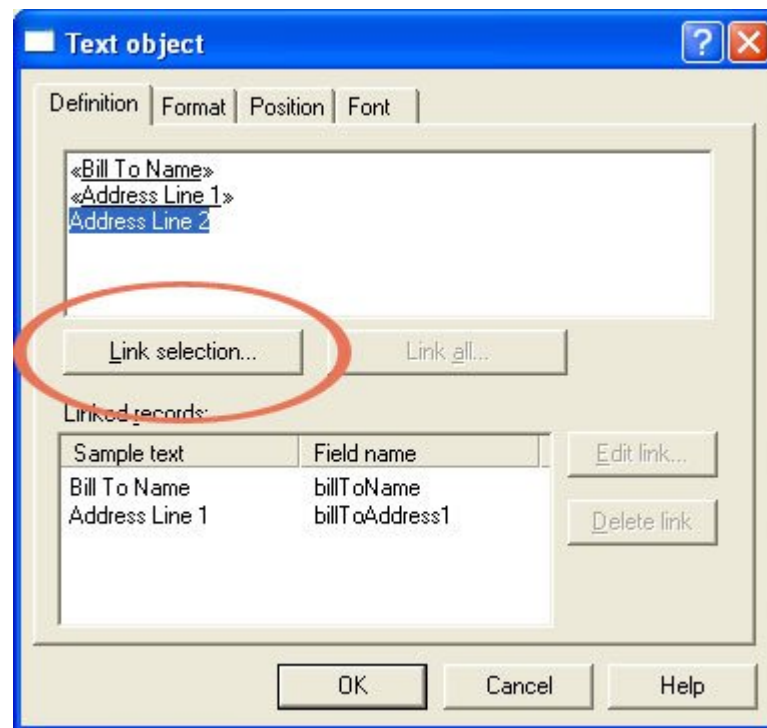 Text object
Definition Format Position Font
«Bill To Name»
«Address Line 1»
Address Line 2
Link selection... Link all...
Linked records:
Sample text Field name Edit link...
Bill To Name billToName
Address Line 1 billToAddress1 Delete link
OK Cancel Help